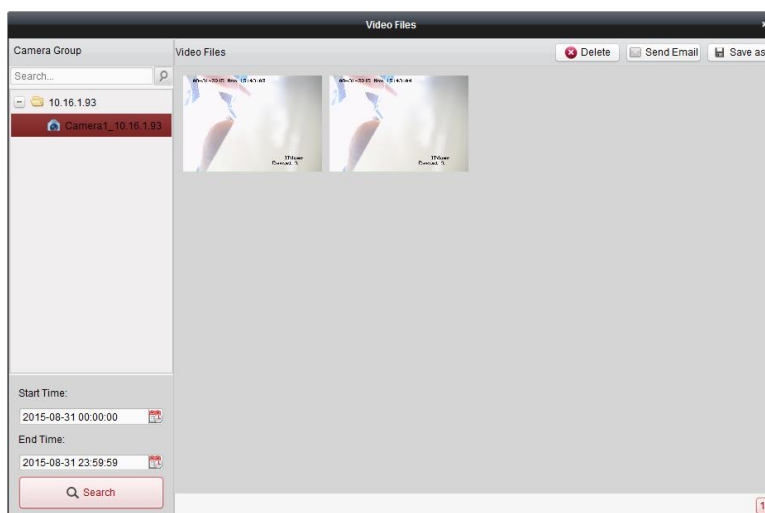 Video Files
Camera Group
Video Files
Delete
Send Email
Save as
Search...
10.16.1.93
Camera1_10.16.1.93
Start Time:
2015-08-31 00:00:00
End Time:
2015-08-31 23:59:59
Search
1